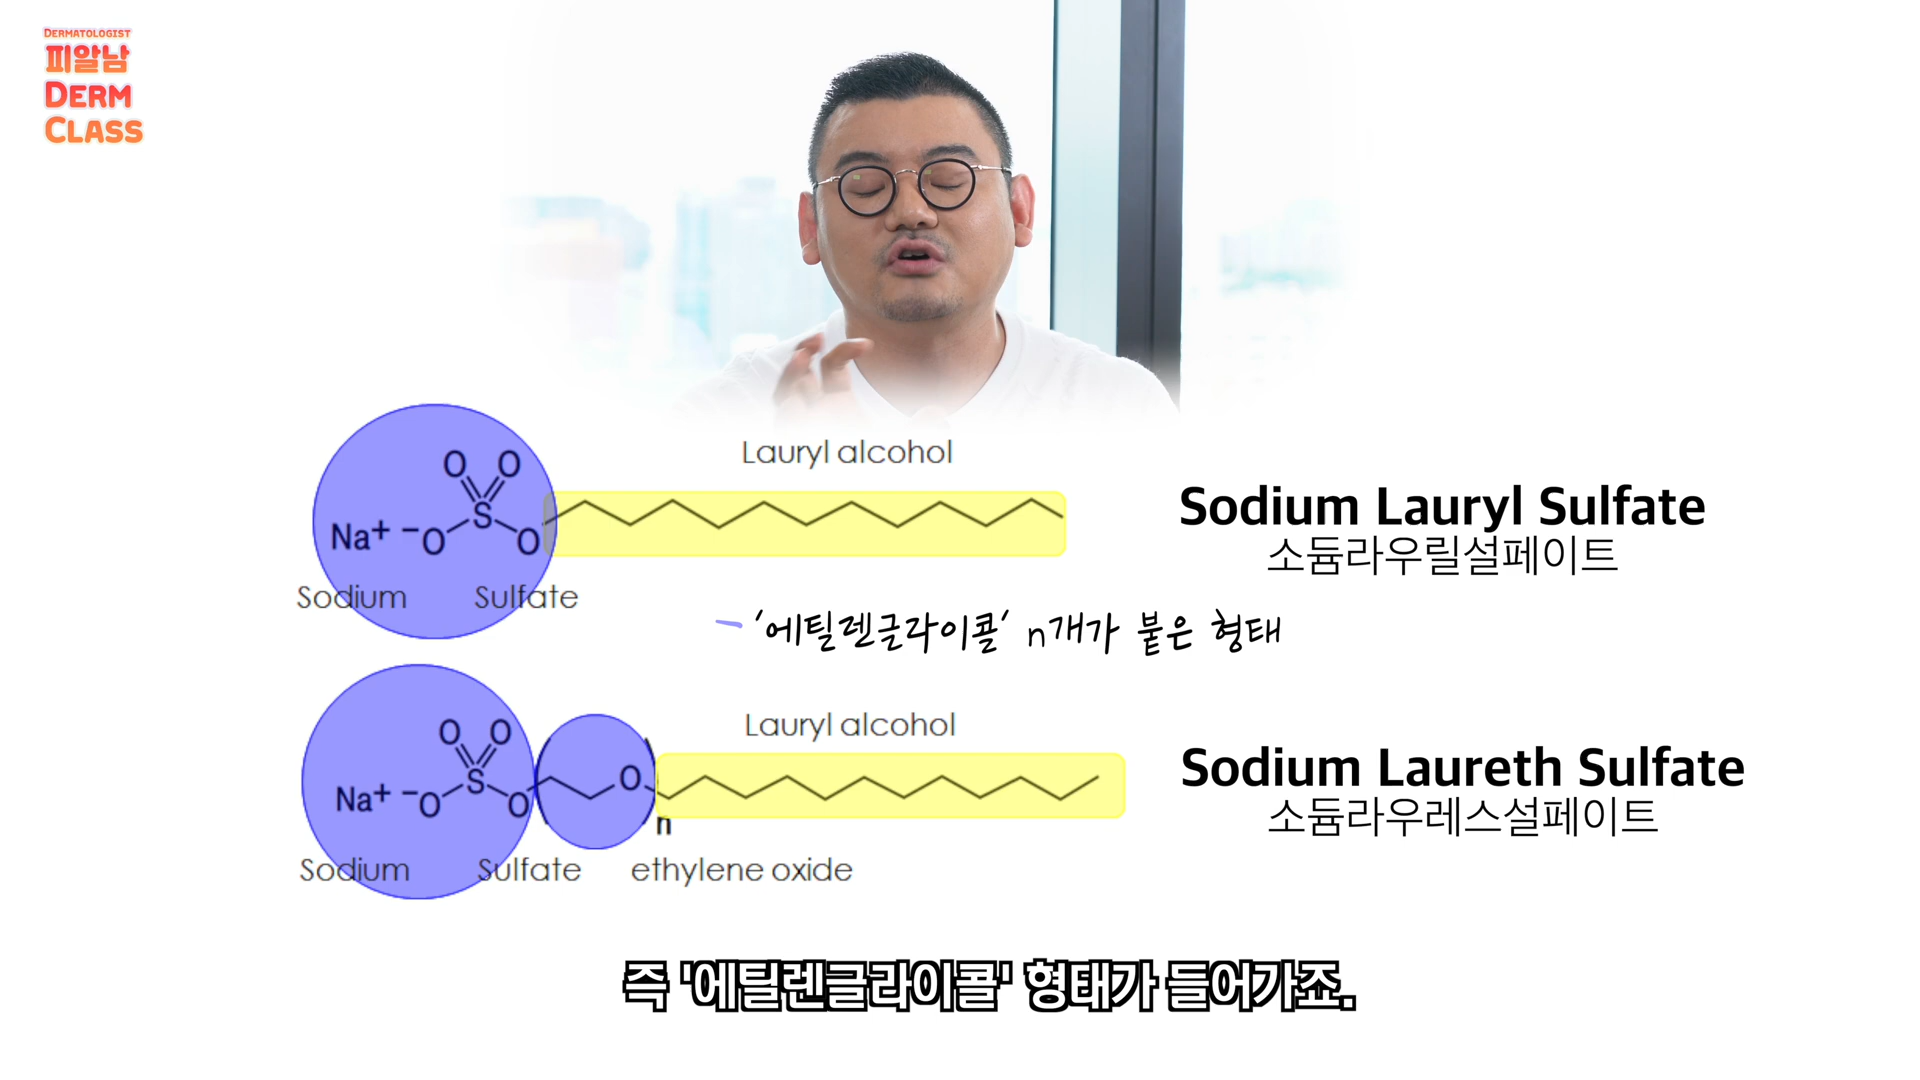 DERMATOLOGIST
피알남
DERM
CLASS
Lauryl alcohol
O O
S
Na+ −O O
Sodium Sulfate
Sodium Lauryl Sulfate
소듐라우릴설페이트
- '에틸렌글라이콜' n개가 붙은 형태
Lauryl alcohol
O O
S O
Na+ −O O
n
Sodium Sulfate ethylene oxide
Sodium Laureth Sulfate
소듐라우레스설페이트
즉 '에틸렌글라이콜' 형태가 들어가죠.